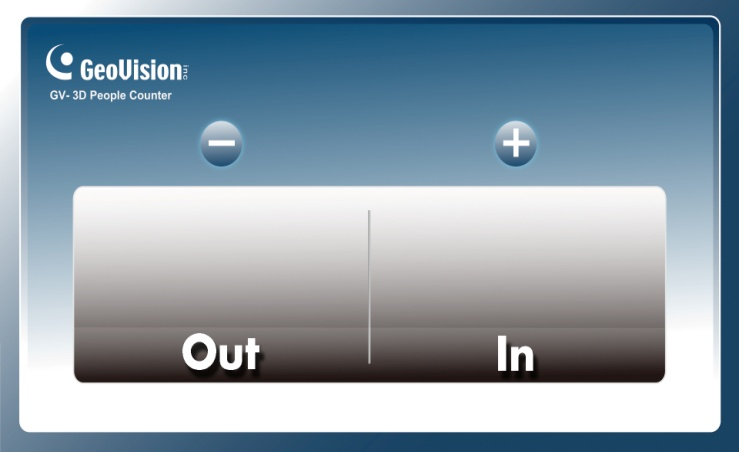 GeoVision inc
GV- 3D People Counter
− +
Out In